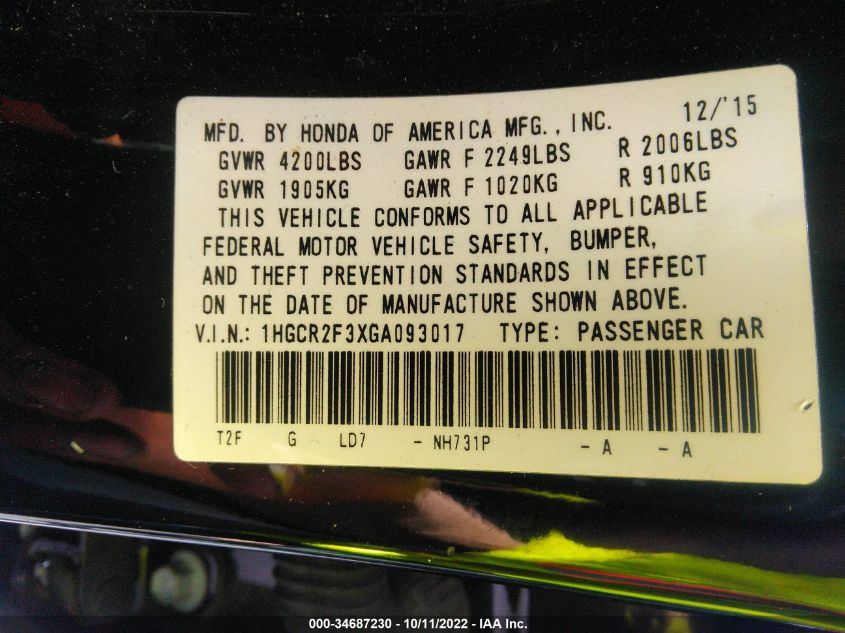 MFD. BY HONDA OF AMERICA MFG., INC. 12/'15
GVWR 4200LBS GAWR F 2249LBS R 2006LBS
GVWR 1905KG GAWR F 1020KG R 910KG
THIS VEHICLE CONFORMS TO ALL APPLICABLE
FEDERAL MOTOR VEHICLE SAFETY, BUMPER,
AND THEFT PREVENTION STANDARDS IN EFFECT
ON THE DATE OF MANUFACTURE SHOWN ABOVE.
V.I.N.: 1HGCR2F3XGA093017 TYPE: PASSENGER CAR
T2F G LD7 - NH731P - A - A
000-34687230 - 10/11/2022 - IAA Inc.